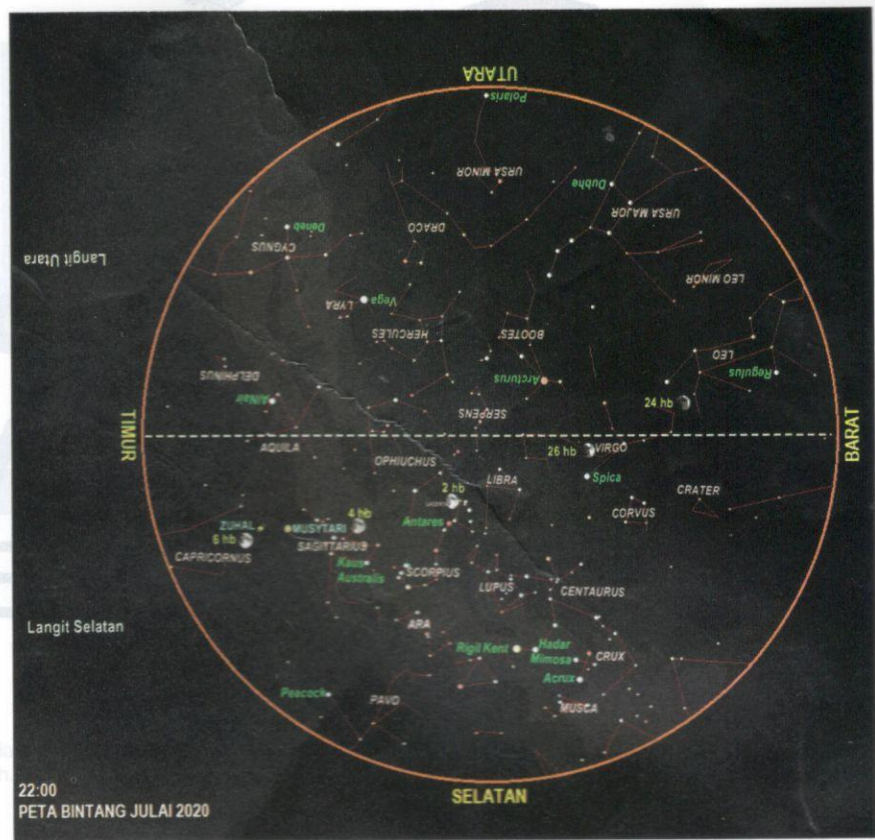 UTARA
Polaris
URSA MINOR
Dubhe
URSA MAJOR
DRACO
Deneb
CYGNUS
Langit Utara
LEO MINOR
Vega
LYRA
HERCULES
BOOTES
LEO
Regulus
DELPHINUS
Arcturus
AlNair
24 hb
SERPENS
TIMUR
BARAT
AQUILA
26 hb
VIRGO
OPHIUCHUS
LIBRA
Spica
CRATER
2 hb
CORVUS
4 hb
Antares
ZUHAL
MUSYTARI
6 hb
SAGITTARIUS
CAPRICORNUS
Kaus
Australis
SCORPIUS
LUPUS
CENTAURUS
Langit Selatan
ARA
Rigil Kent
Hadar
Mimosa
CRUX
Acrux
Peacock
PAVO
MUSCA
22:00
SELATAN
PETA BINTANG JULAI 2020